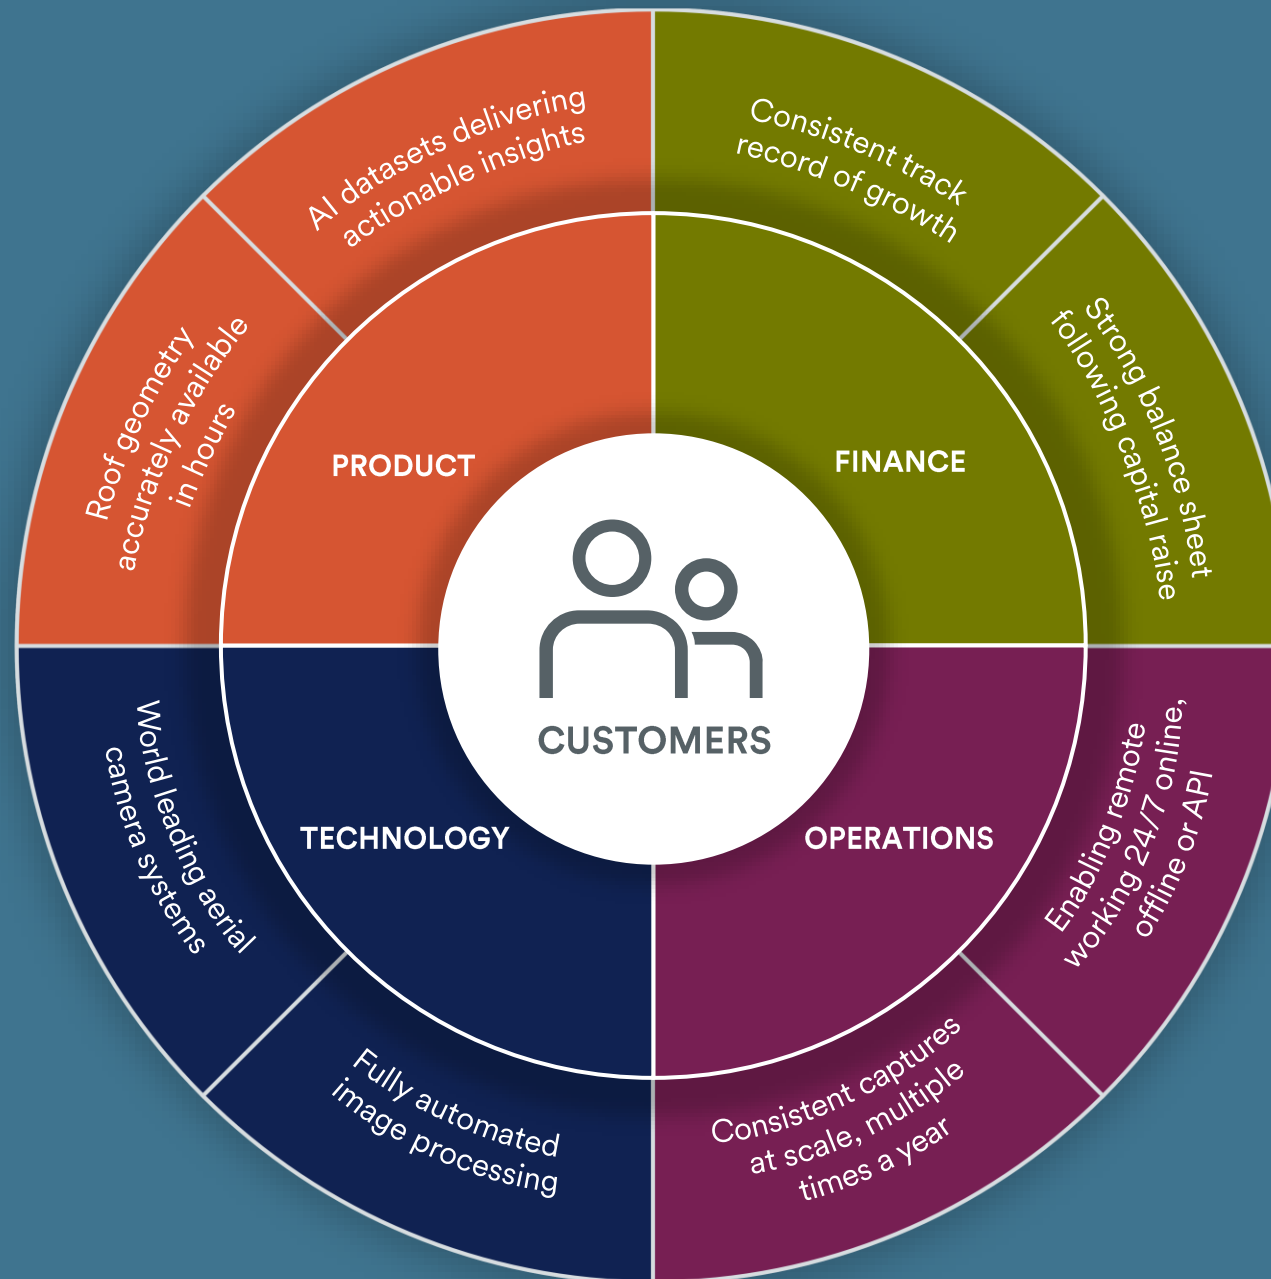 AI datasets delivering
actionable insights
Consistent track
record of growth
Roof geometry
accurately available
in hours
Strong balance sheet
following capital raise
PRODUCT
FINANCE
CUSTOMERS
TECHNOLOGY
OPERATIONS
World leading aerial
camera systems
Enabling remote
working 24/7 online,
offline or API
Fully automated
image processing
Consistent captures
at scale, multiple
times a year